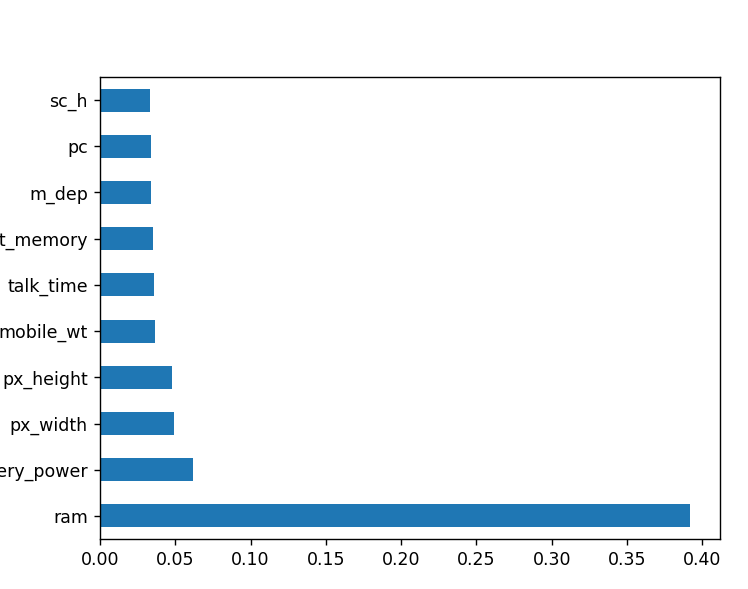 sc_h
pc
m_dep
t_memory
talk_time
mobile_wt
px_height
px_width
ery_power
ram
0.00 0.05 0.10 0.15 0.20 0.25 0.30 0.35 0.40